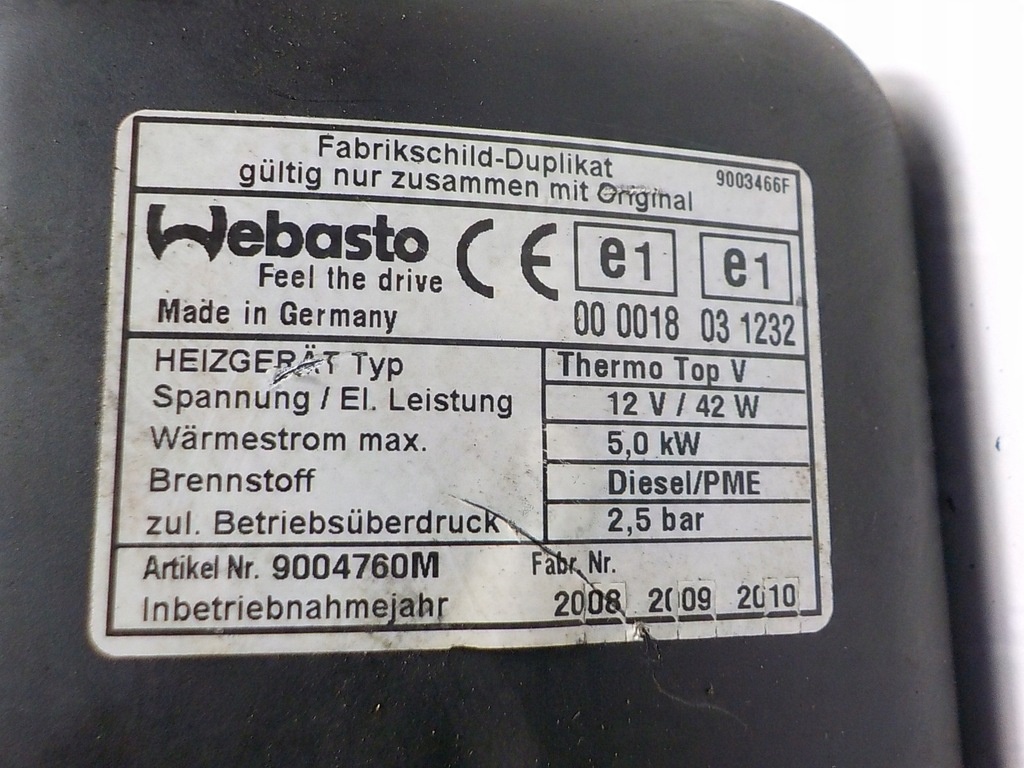 Fabrikschild-Duplikat
gültig nur zusammen mit Original
9003466F
Webasto
Feel the drive
Made in Germany
CE
e1 e1
00 0018 03 1232
HEIZGERÄT Typ Thermo Top V
Spannung / El. Leistung 12 V / 42 W
Wärmestrom max. 5,0 kW
Brennstoff Diesel/PME
zul. Betriebsüberdruck 2,5 bar
Artikel Nr. 9004760M Fabr. Nr.
Inbetriebnahmejahr 2008 2009 2010